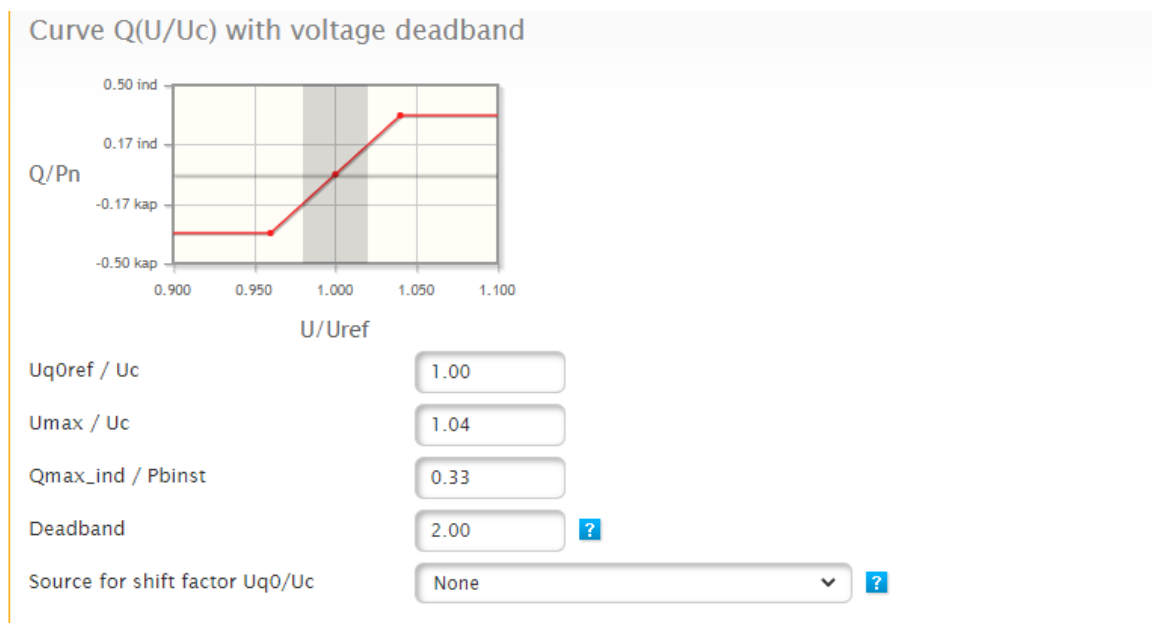 Curve Q(U/Uc) with voltage deadband
0.50 ind
0.17 ind
Q/Pn
-0.17 kap
-0.50 kap
0.900 0.950 1.000 1.050 1.100
U/Uref
Uq0ref / Uc 1.00
Umax / Uc 1.04
Qmax_ind / Pbinst 0.33
Deadband 2.00 ?
Source for shift factor Uq0/Uc None ?